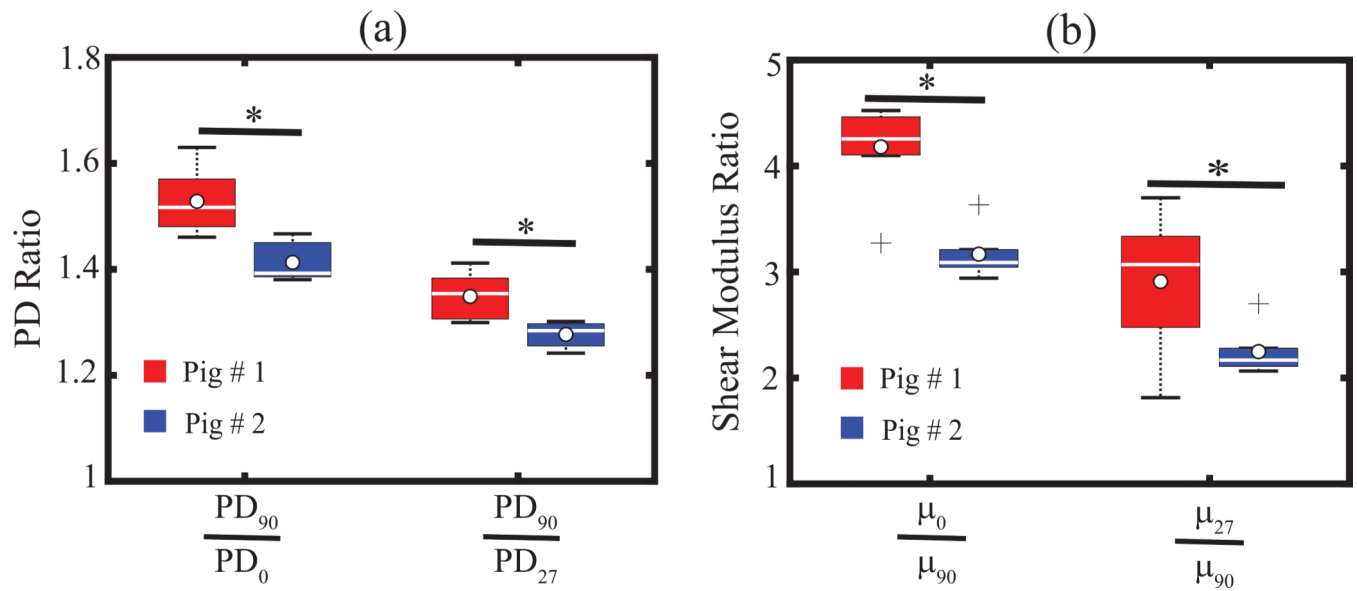 (a)
1.8
1.6
1.4
1.2
1
PD Ratio
*
*
Pig # 1
Pig # 2
PD₉₀
PD₀
PD₉₀
PD₂₇
(b)
5
4
3
2
1
Shear Modulus Ratio
*
*
Pig # 1
Pig # 2
μ₀
μ₉₀
μ₂₇
μ₉₀